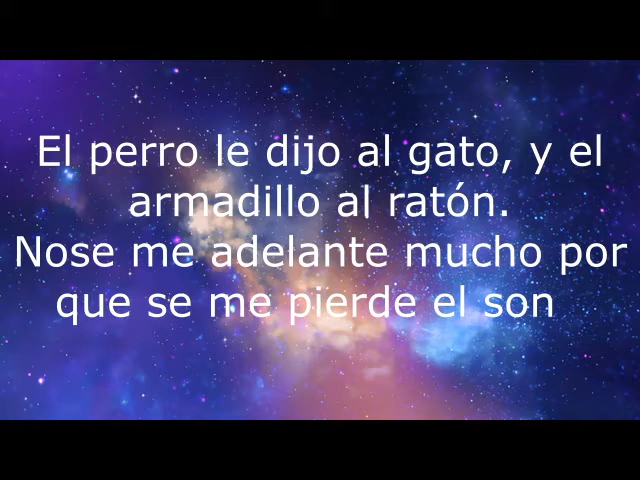 El perro le dijo al gato, y el
armadillo al ratón.
Nose me adelante mucho por
que se me pierde el son